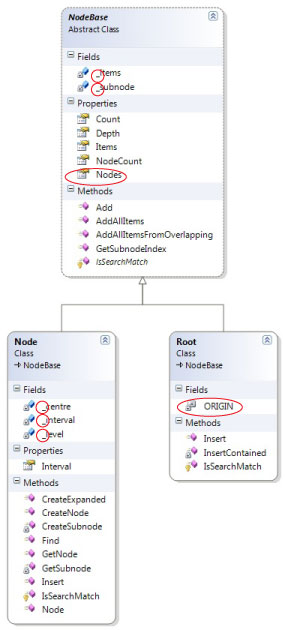 NodeBase
Abstract Class
Fields
_items
_subnode
Properties
Count
Depth
Items
NodeCount
Nodes
Methods
Add
AddAllItems
AddAllItemsFromOverlapping
GetSubnodeIndex
IsSearchMatch
Node
Class
NodeBase
Fields
_centre
_interval
_level
Properties
Interval
Methods
CreateExpanded
CreateNode
CreateSubnode
Find
GetNode
GetSubnode
Insert
IsSearchMatch
Node
Root
Class
NodeBase
Fields
ORIGIN
Methods
Insert
InsertContained
IsSearchMatch